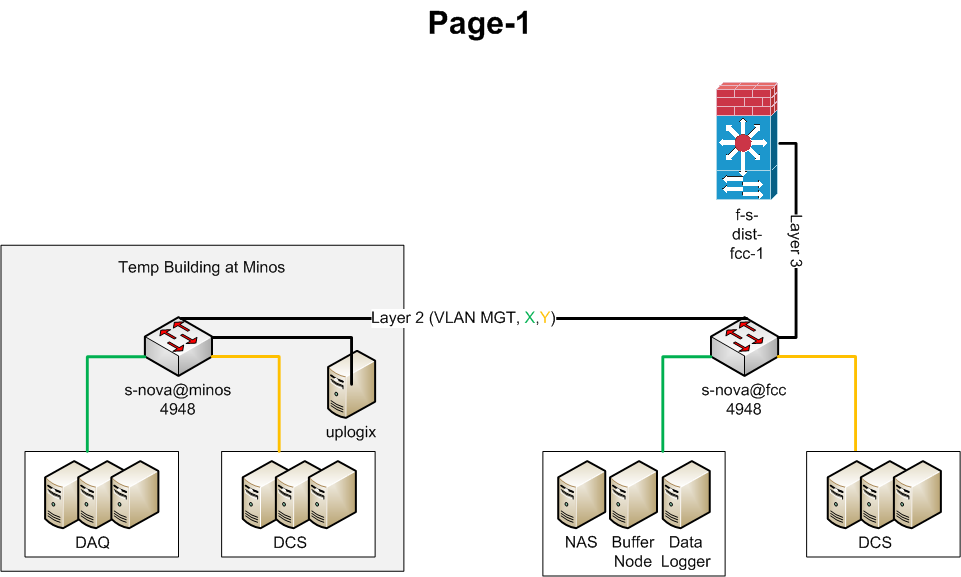 Page-1
f-s-
dist-
fcc-1
Layer 3
Temp Building at Minos
Layer 2 (VLAN MGT, X,Y)
s-nova@minos
4948
uplogix
s-nova@fcc
4948
DAQ
DCS
NAS
Buffer
Node
Data
Logger
DCS